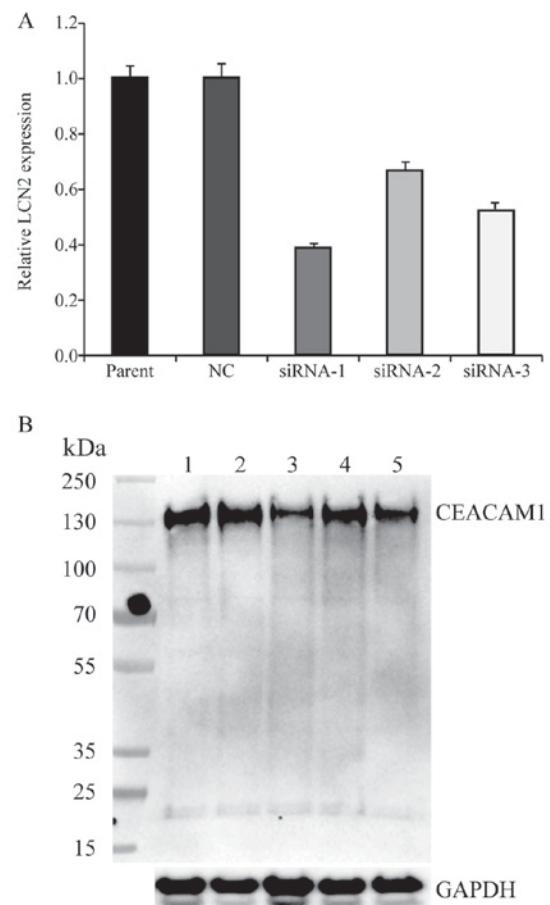 A
Relative LCN2 expression
1.2
1.0
0.8
0.6
0.4
0.2
0.0
Parent NC siRNA-1 siRNA-2 siRNA-3
B
kDa
1 2 3 4 5
250
130
100
70
55
35
25
15
CEACAM1
GAPDH